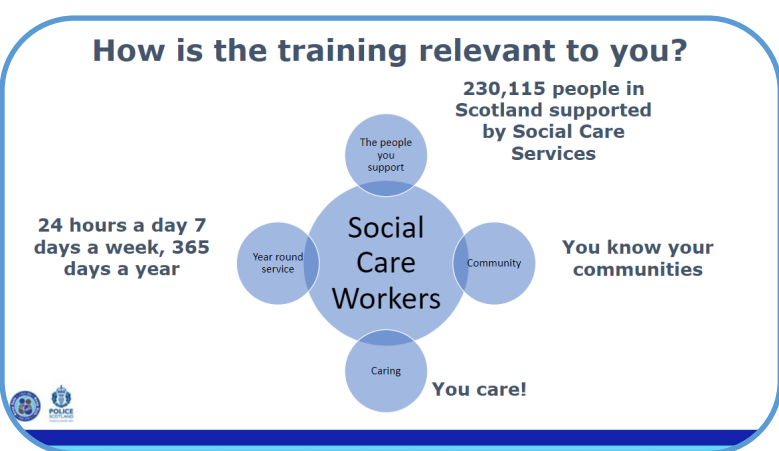 How is the training relevant to you?
230,115 people in
Scotland supported
by Social Care
Services
The people
you
support
24 hours a day 7
days a week, 365
days a year
Year round
service
Social
Care
Workers
Community
You know your
communities
Caring
You care!
POLICE
SCOTLAND